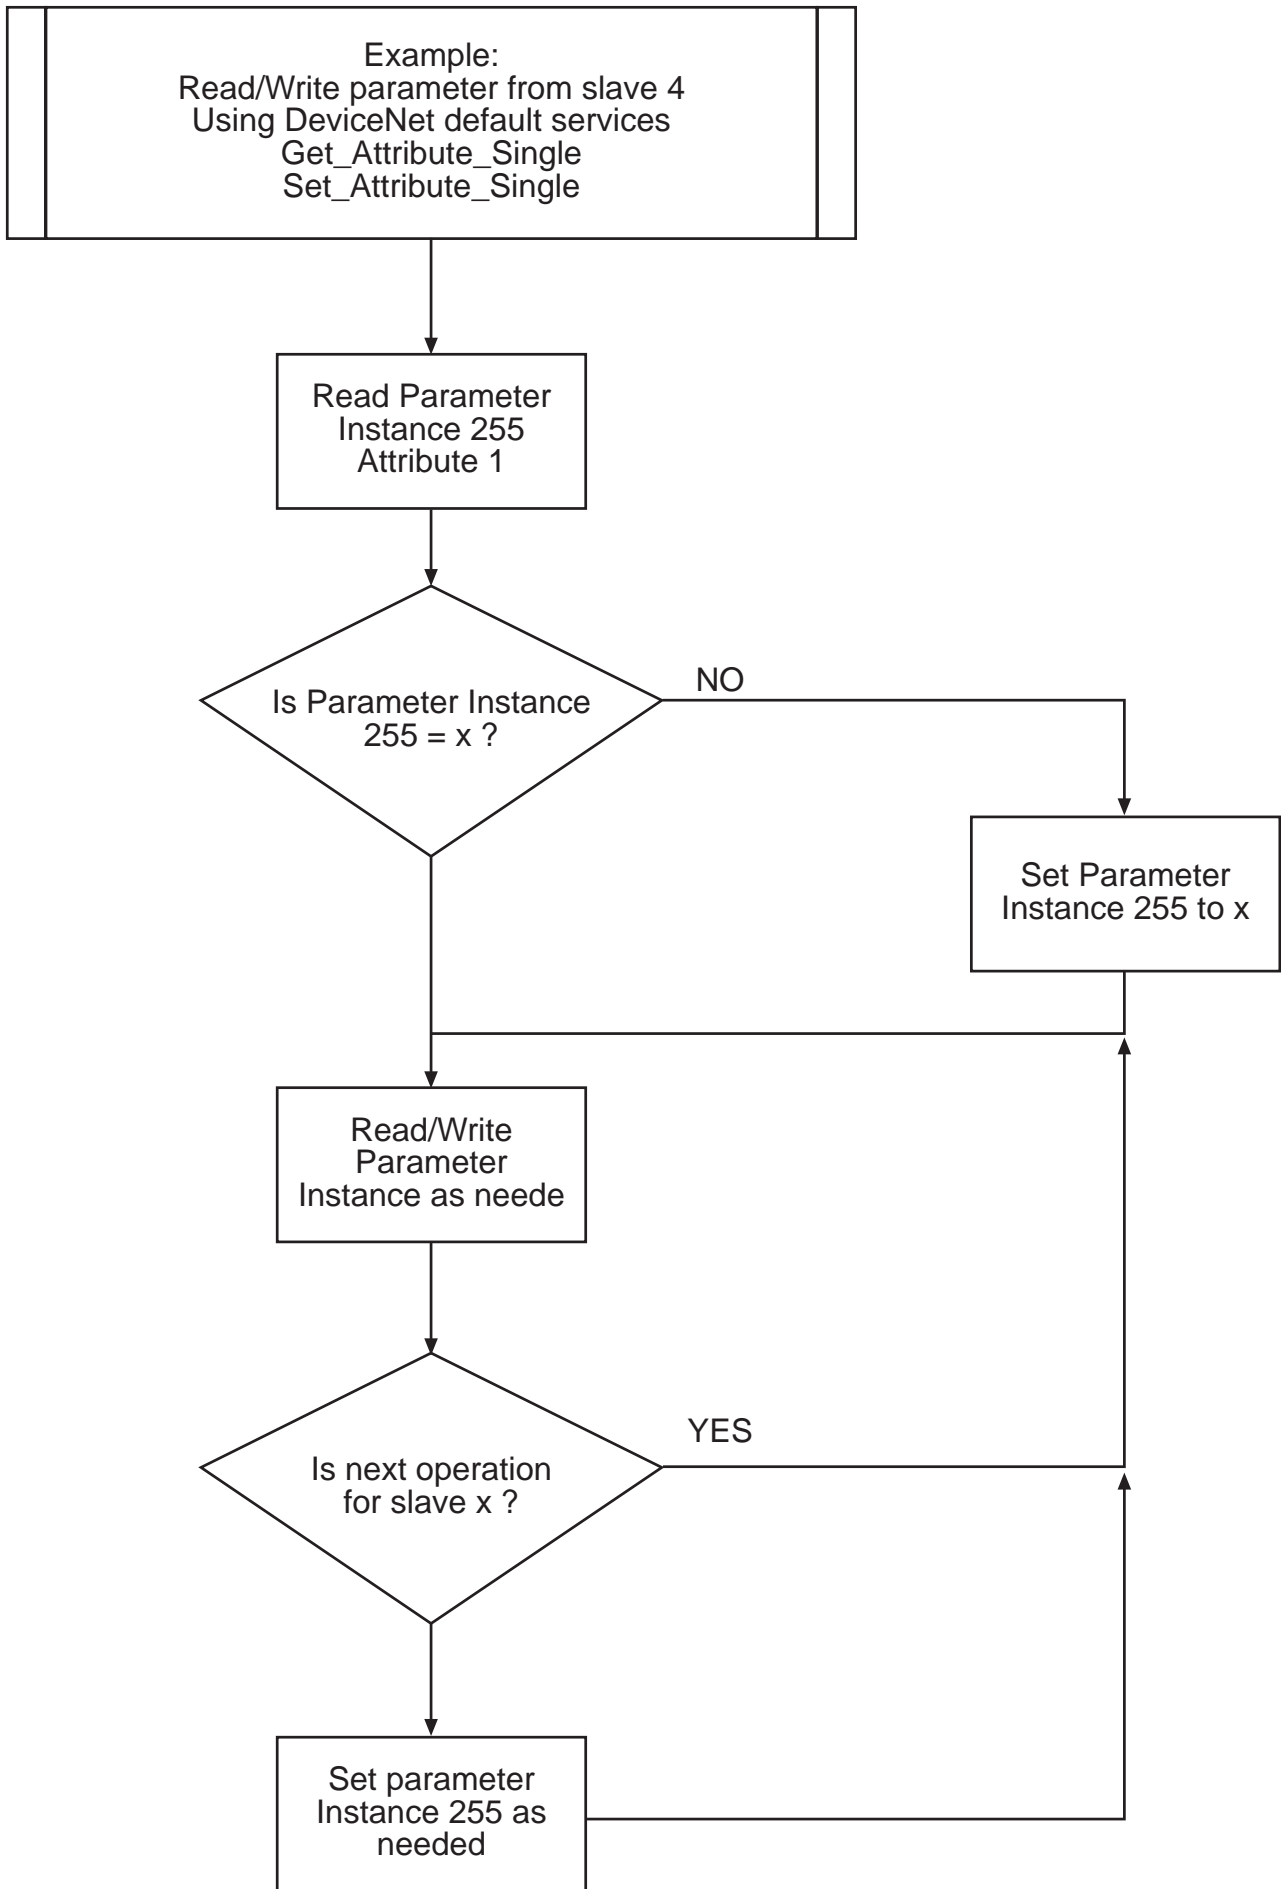 Example:
Read/Write parameter from slave 4
Using DeviceNet default services
Get_Attribute_Single
Set_Attribute_Single
Read Parameter
Instance 255
Attribute 1
Is Parameter Instance
255 = x ?
NO
Set Parameter
Instance 255 to x
Read/Write
Parameter
Instance as neede
Is next operation
for slave x ?
YES
Set parameter
Instance 255 as
needed